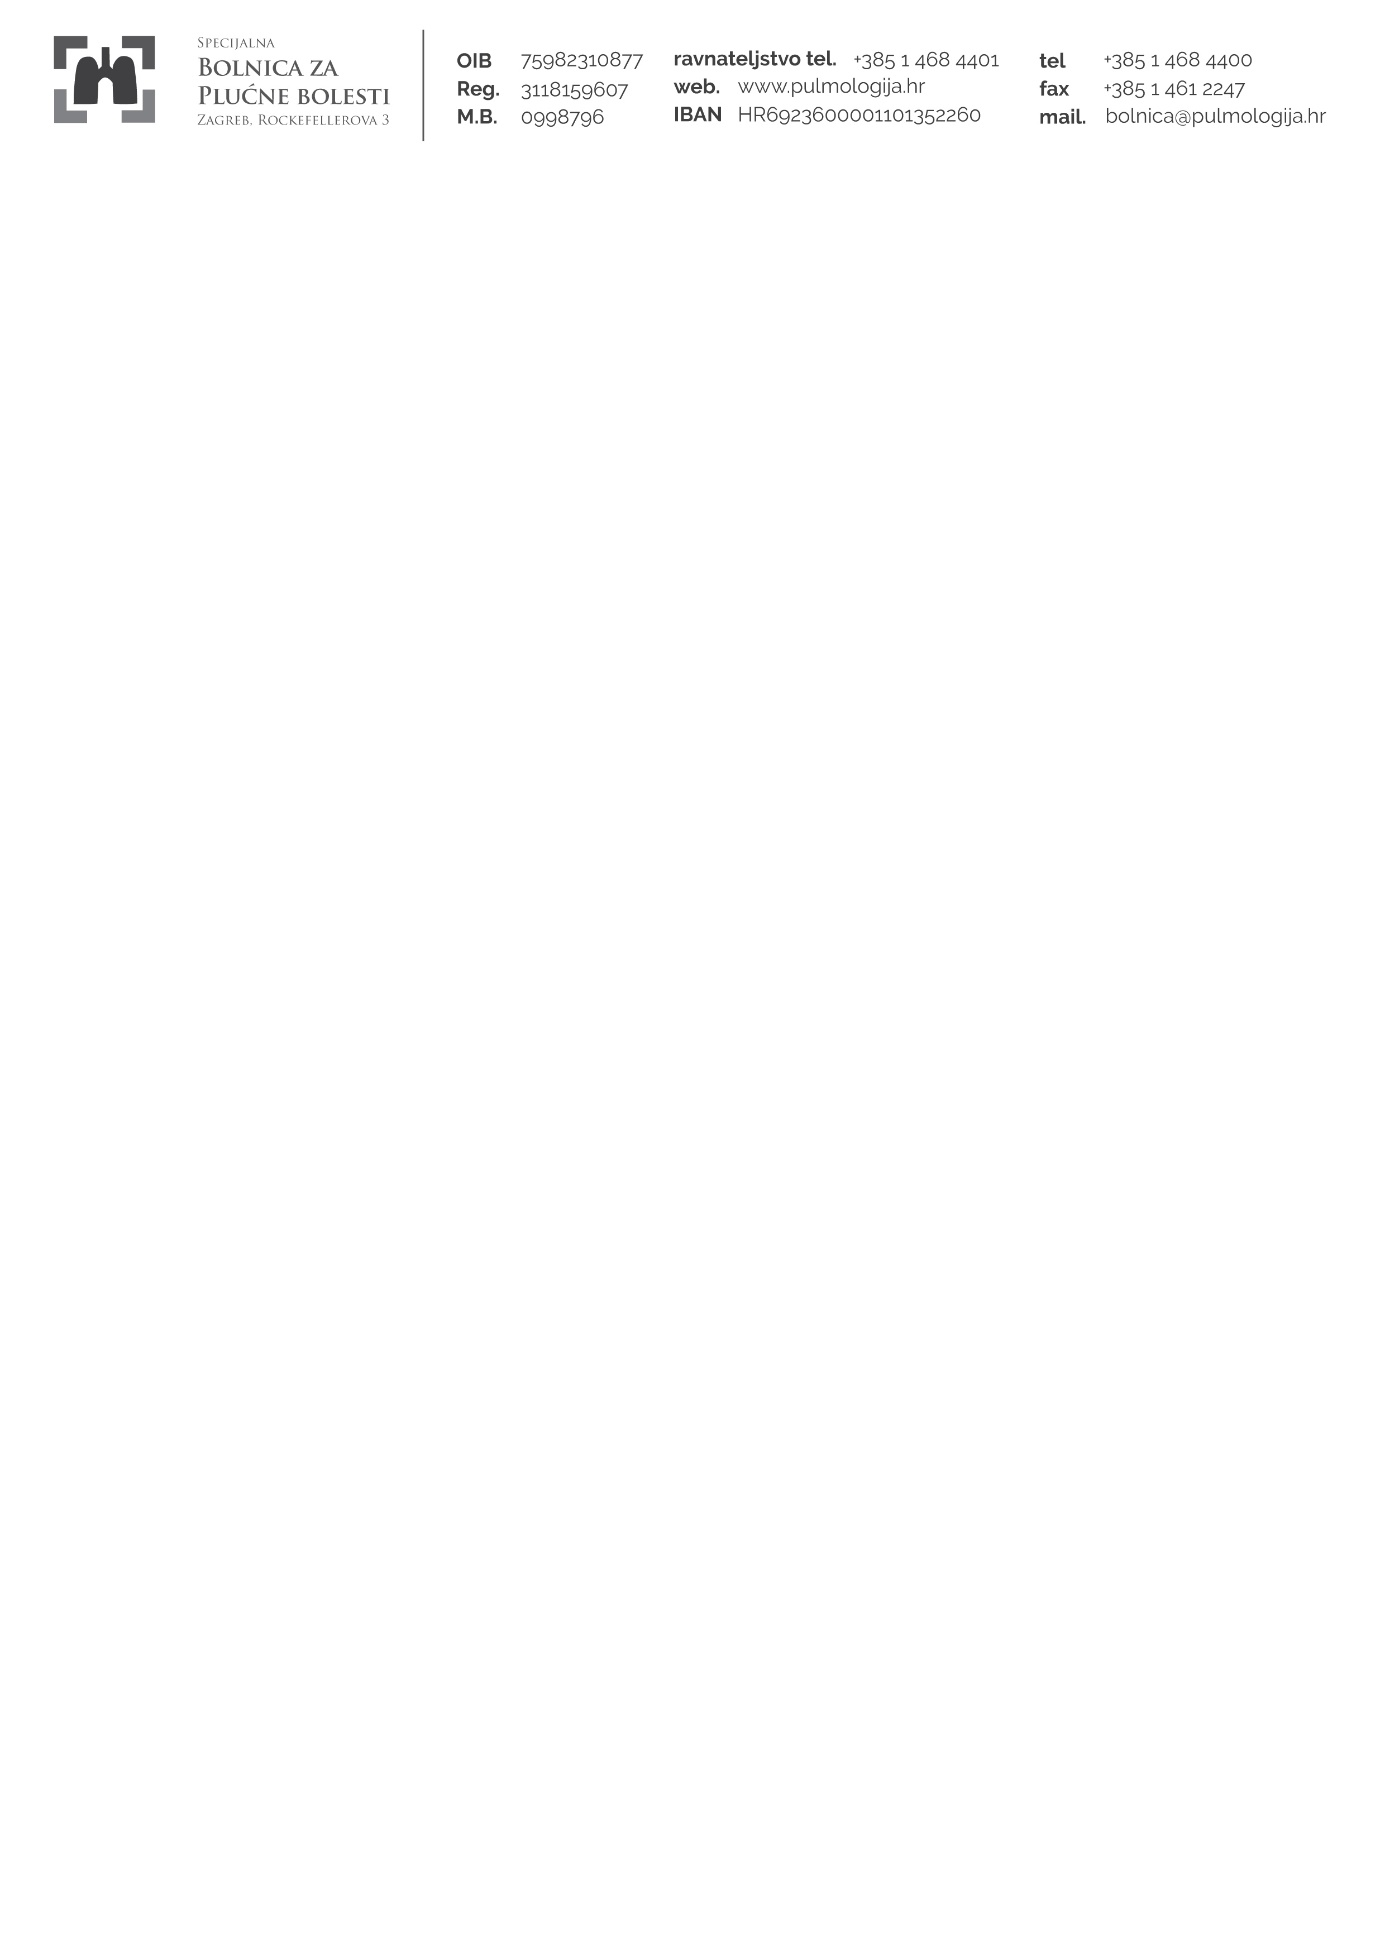 SPECIJALNA
BOLNICA ZA
PLUĆNE BOLESTI
ZAGREB, ROCKEFELLEROVA 3
OIB 75982310877
Reg. 3118159607
M.B. 0998796
ravnateljstvo tel. +385 1 468 4401
web. www.pulmologija.hr
IBAN HR6923600001101352260
tel +385 1 468 4400
fax +385 1 461 2247
mail. bolnica@pulmologija.hr